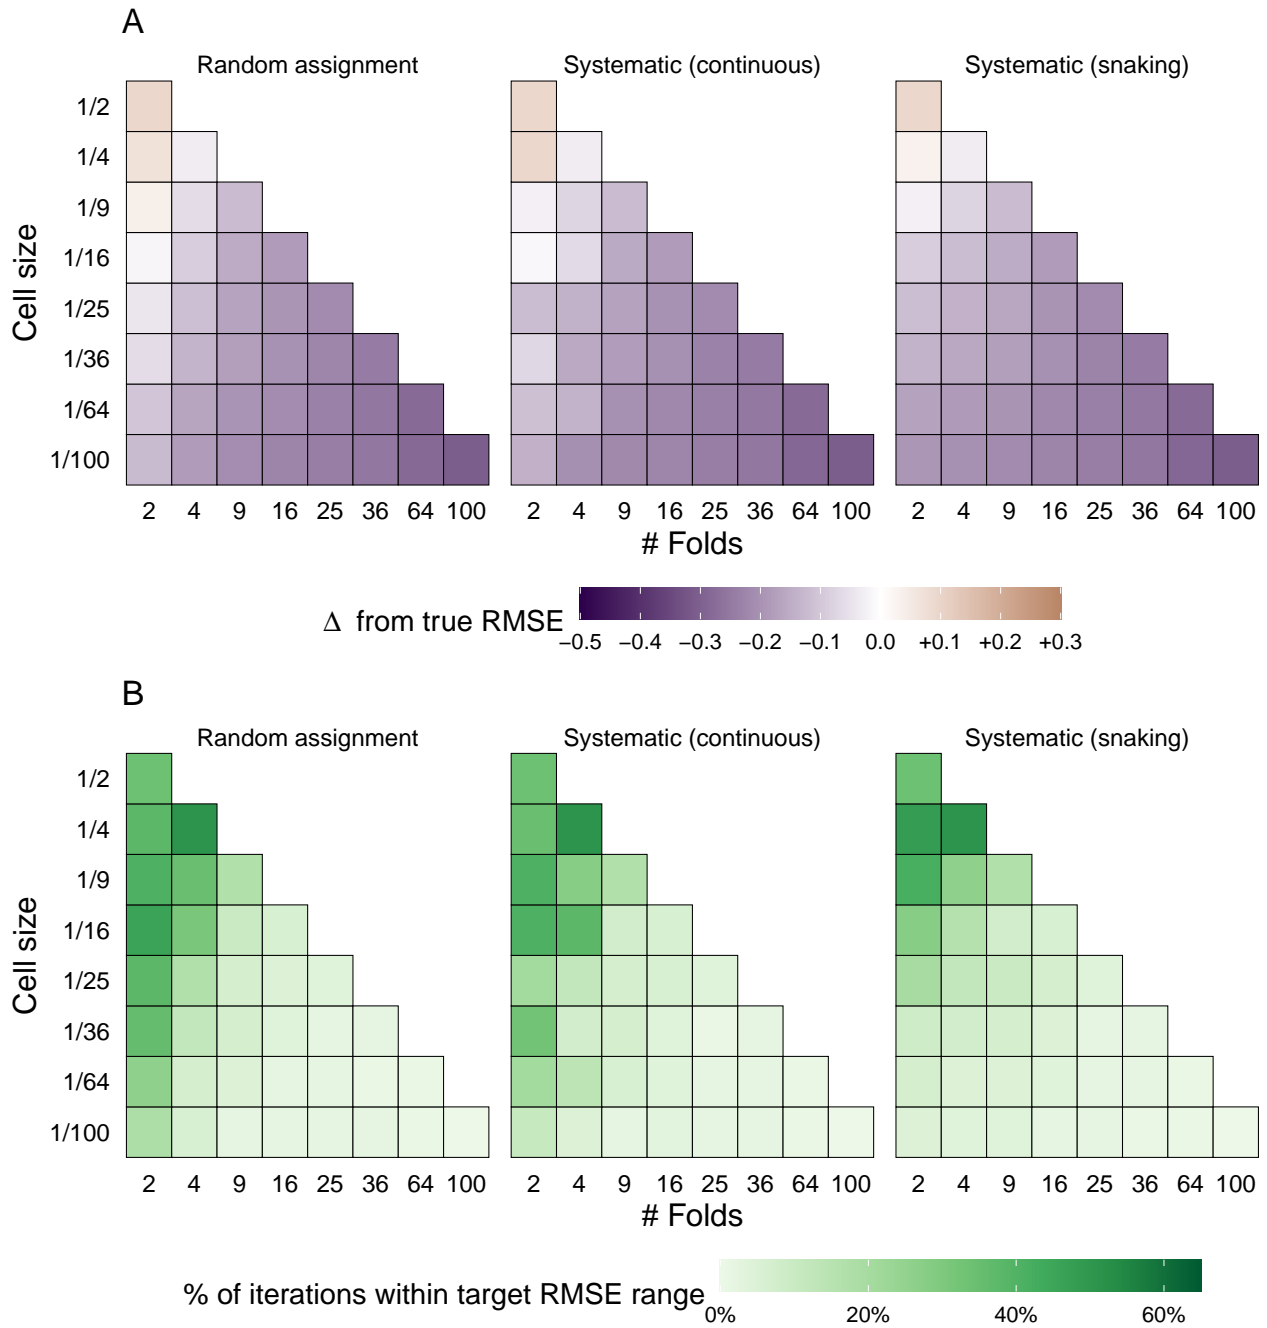 A
Random assignment Systematic (continuous) Systematic (snaking)
Cell size
1/2
1/4
1/9
1/16
1/25
1/36
1/64
1/100
2 4 9 16 25 36 64 100 2 4 9 16 25 36 64 100 2 4 9 16 25 36 64 100
# Folds
Δ from true RMSE
−0.5 −0.4 −0.3 −0.2 −0.1 0.0 +0.1 +0.2 +0.3
B
Random assignment Systematic (continuous) Systematic (snaking)
Cell size
1/2
1/4
1/9
1/16
1/25
1/36
1/64
1/100
2 4 9 16 25 36 64 100 2 4 9 16 25 36 64 100 2 4 9 16 25 36 64 100
# Folds
% of iterations within target RMSE range
0% 20% 40% 60%